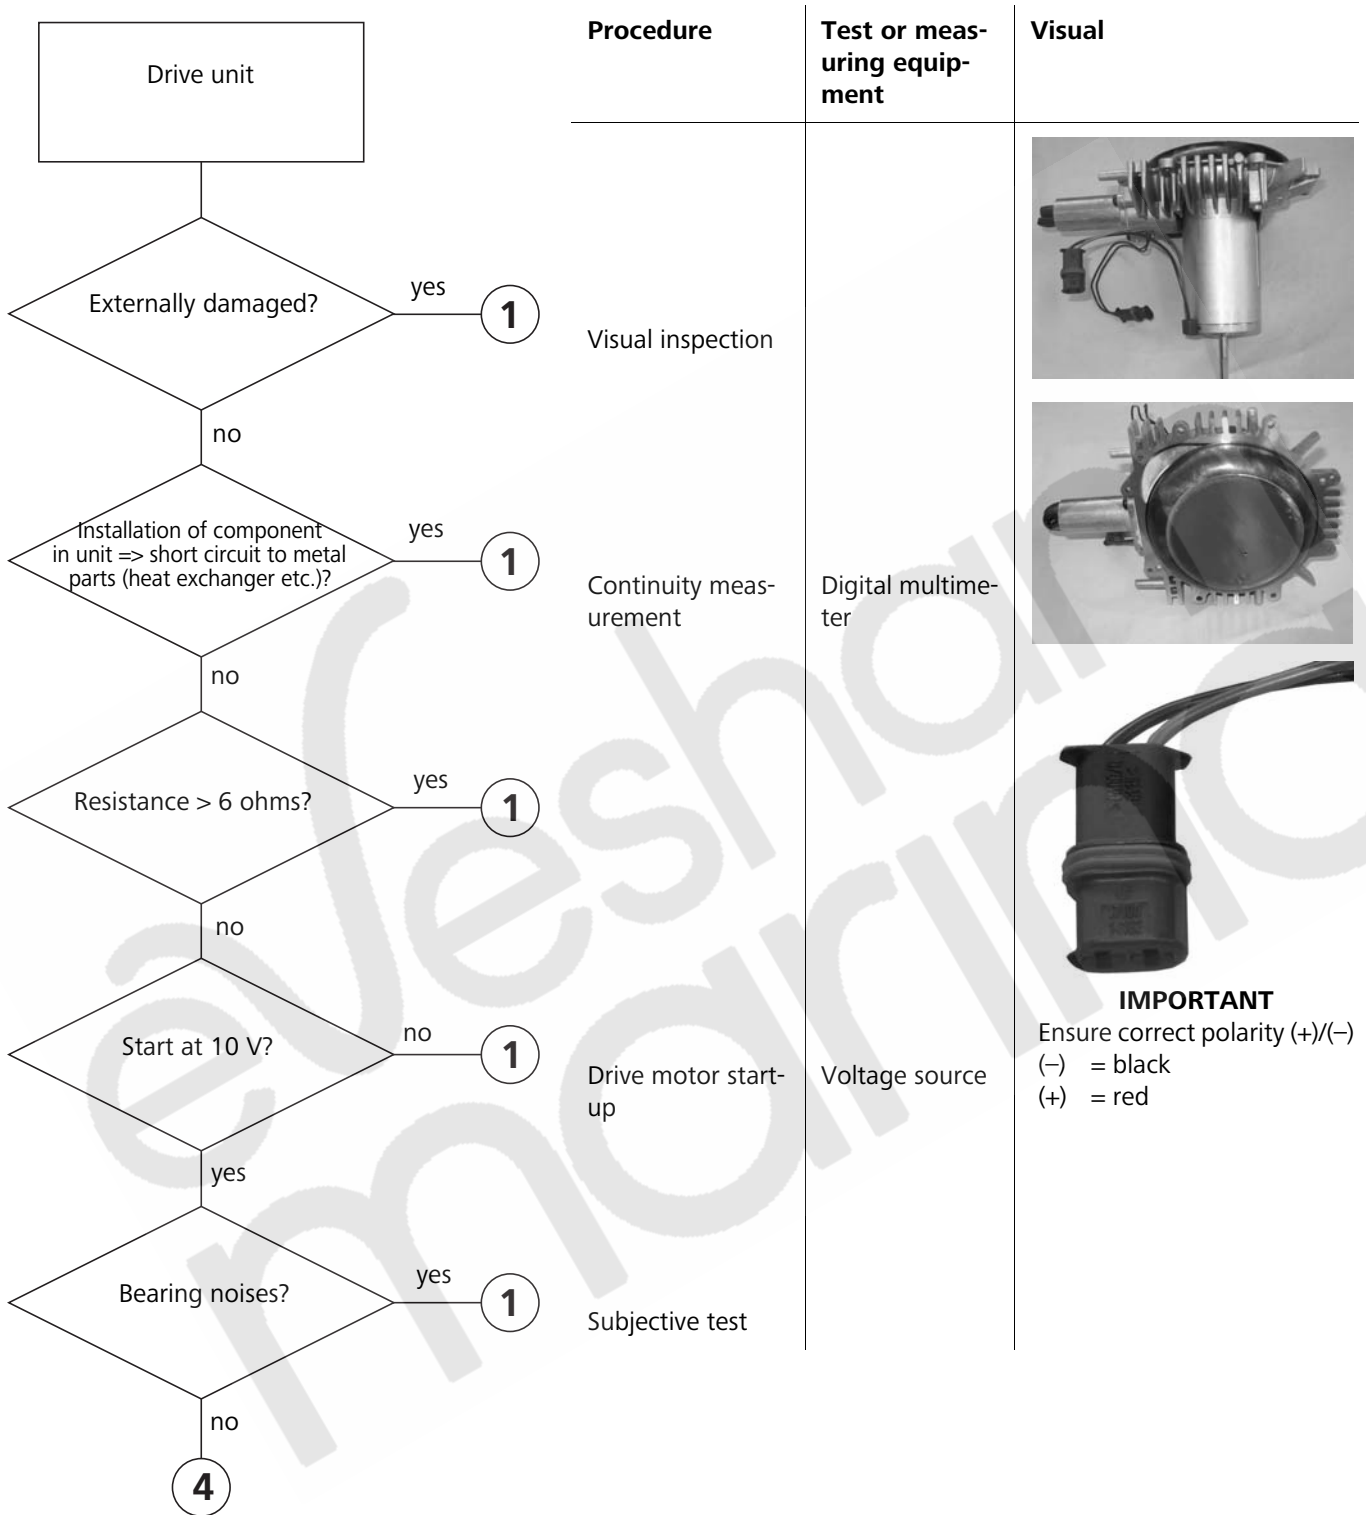 Drive unit
Externally damaged?
yes
1
no
Installation of component
in unit => short circuit to metal
parts (heat exchanger etc.)?
yes
1
no
Resistance > 6 ohms?
yes
1
no
Start at 10 V?
no
1
yes
Bearing noises?
yes
1
no
4
Procedure
Test or meas-
uring equip-
ment
Visual
Visual inspection
Continuity meas-
urement
Digital multime-
ter
Drive motor start-
up
Voltage source
Subjective test
IMPORTANT
Ensure correct polarity (+)/(−)
(−) = black
(+) = red